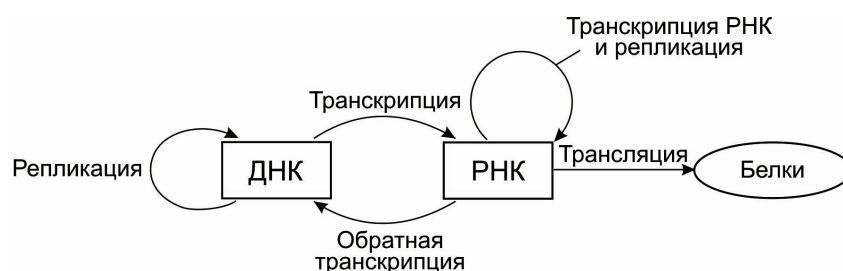 Транскрипция РНК
и репликация
Транскрипция
Репликация
ДНК
РНК
Трансляция
Белки
Обратная
транскрипция